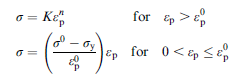 σ = Kε_p^n for ε_p > ε_p^0
σ = ((σ^0 − σ_y) / ε_p^0) ε_p for 0 < ε_p ≤ ε_p^0